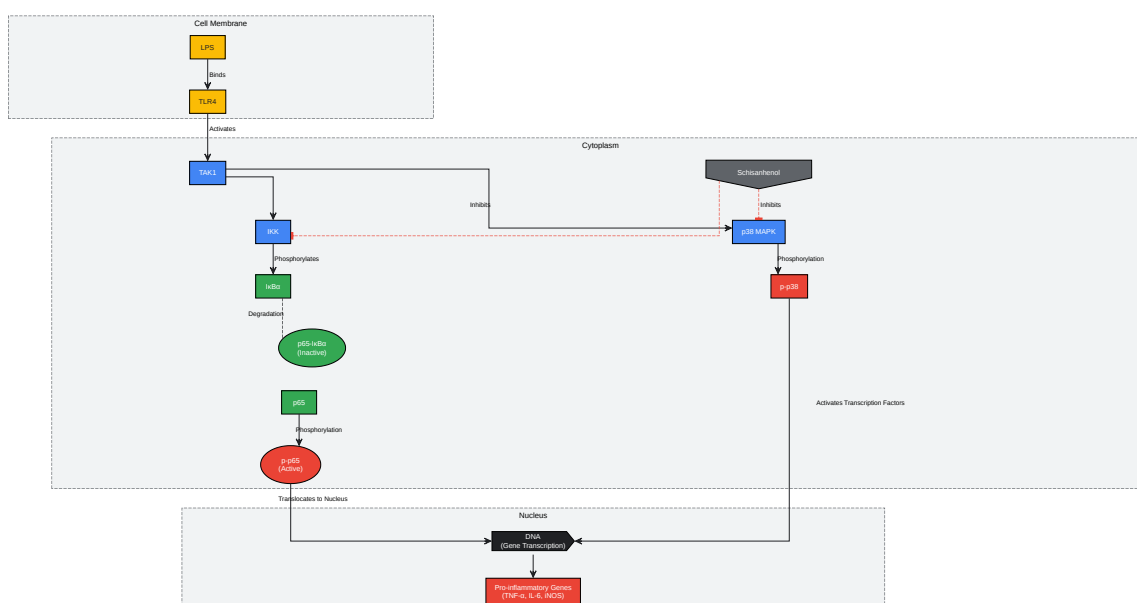 Cell Membrane
LPS
Binds
TLR4
Activates
Cytoplasm
TAK1
Schisanhenol
Inhibits
Inhibits
IKK
p38 MAPK
Phosphorylates
Phosphorylation
IκBα
p-p38
Degradation
p65-IκBα
(Inactive)
p65
Activates Transcription Factors
Phosphorylation
p-p65
(Active)
Translocates to Nucleus
Nucleus
DNA
(Gene Transcription)
Pro-inflammatory Genes
(TNF-α, IL-6, iNOS)